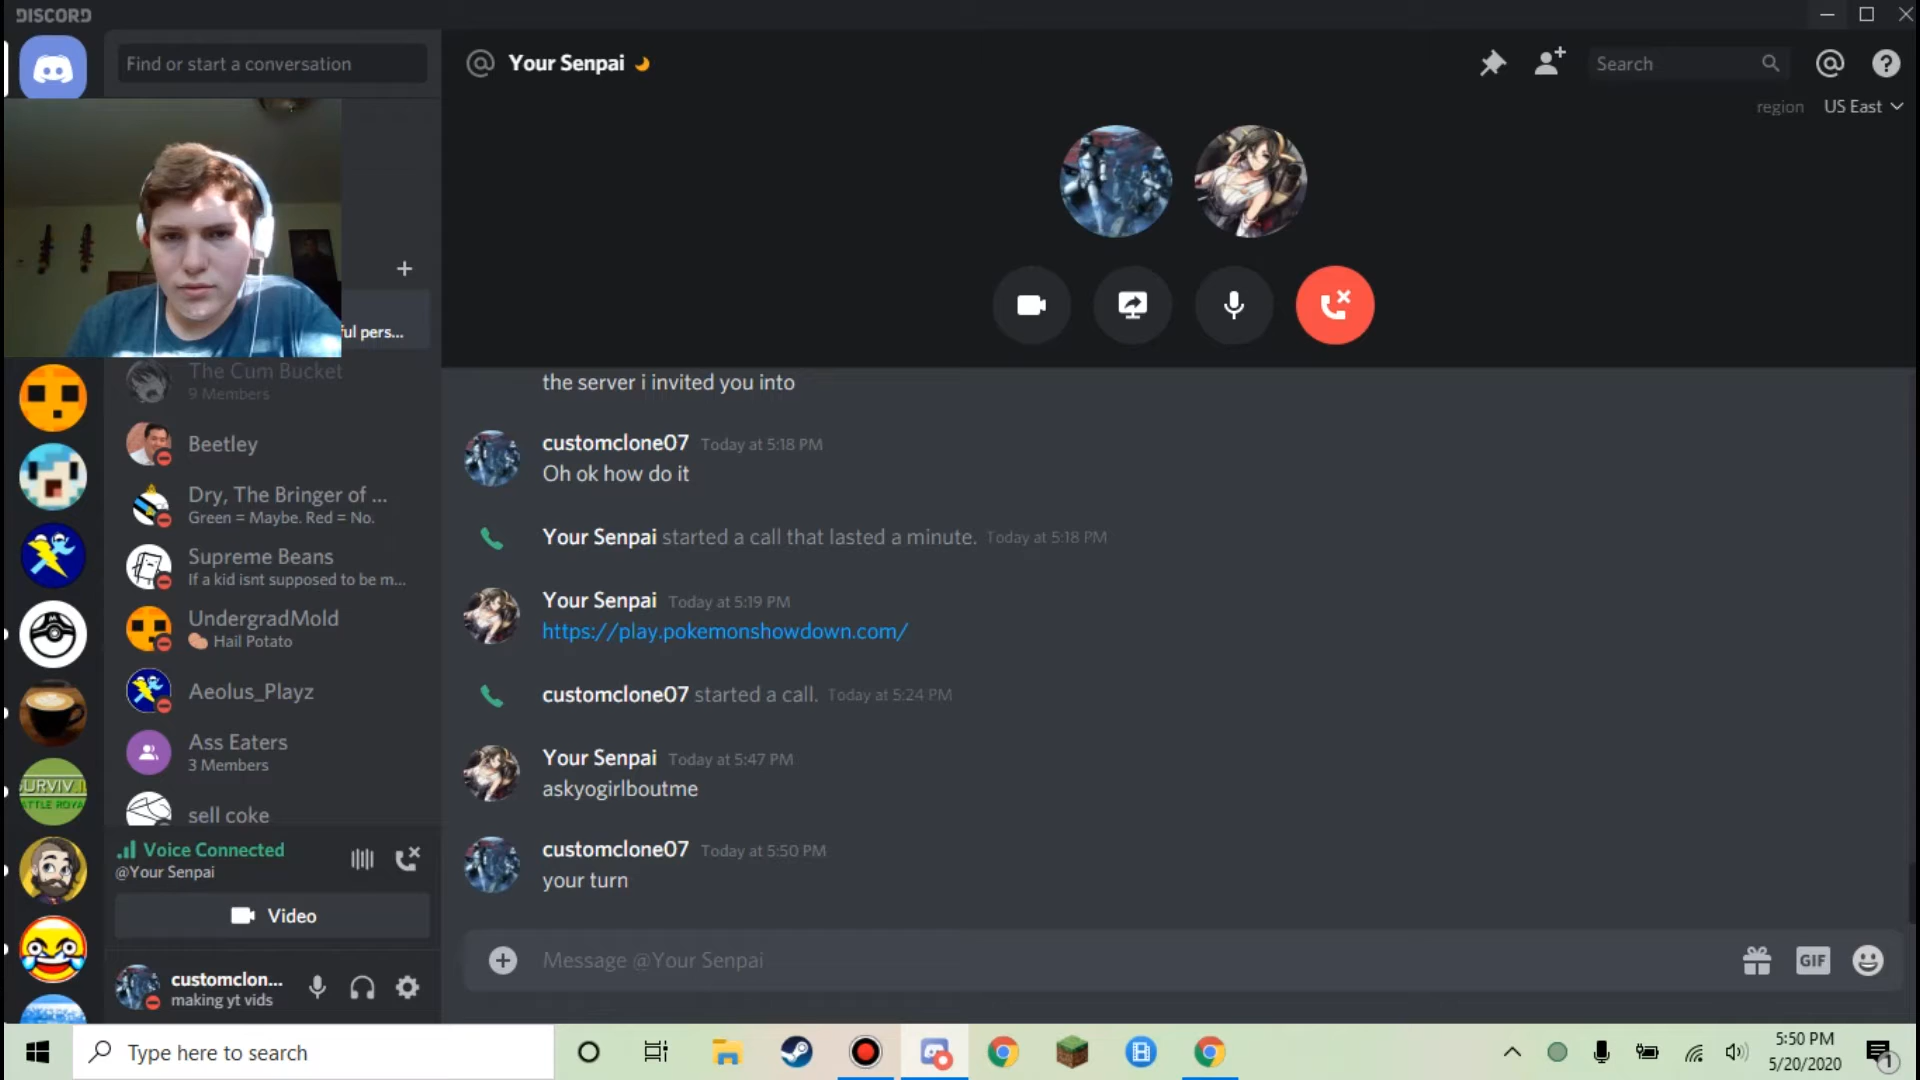 DISCORD
Find or start a conversation
Your Senpai
Search
region US East
ful pers...
The Cum Bucket
9 Members
Beetley
Dry, The Bringer of ...
Green = Maybe. Red = No.
Supreme Beans
If a kid isnt supposed to be m...
UndergradMold
Hail Potato
Aeolus_Playz
Ass Eaters
3 Members
sell coke
Voice Connected
@Your Senpai
Video
customclon...
making yt vids
the server i invited you into
customclone07 Today at 5:18 PM
Oh ok how do it
Your Senpai started a call that lasted a minute. Today at 5:18 PM
Your Senpai Today at 5:19 PM
https://play.pokemonshowdown.com/
customclone07 started a call. Today at 5:24 PM
Your Senpai Today at 5:47 PM
askyogirlboutme
customclone07 Today at 5:50 PM
your turn
Message @Your Senpai
GIF
Type here to search
5:50 PM
5/20/2020
1